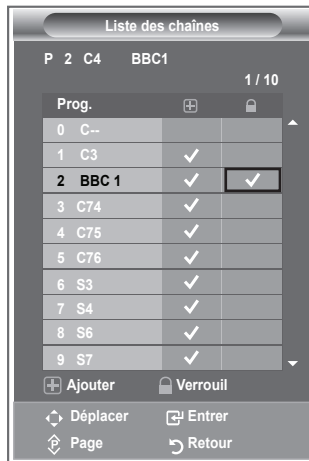 Liste des chaînes
P 2 C4 BBC1
1 / 10
Prog.
0 C--
1 C3
2 BBC 1
3 C74
4 C75
5 C76
6 S3
7 S4
8 S6
9 S7
Ajouter Verrouil
Déplacer Entrer
P Page Retour